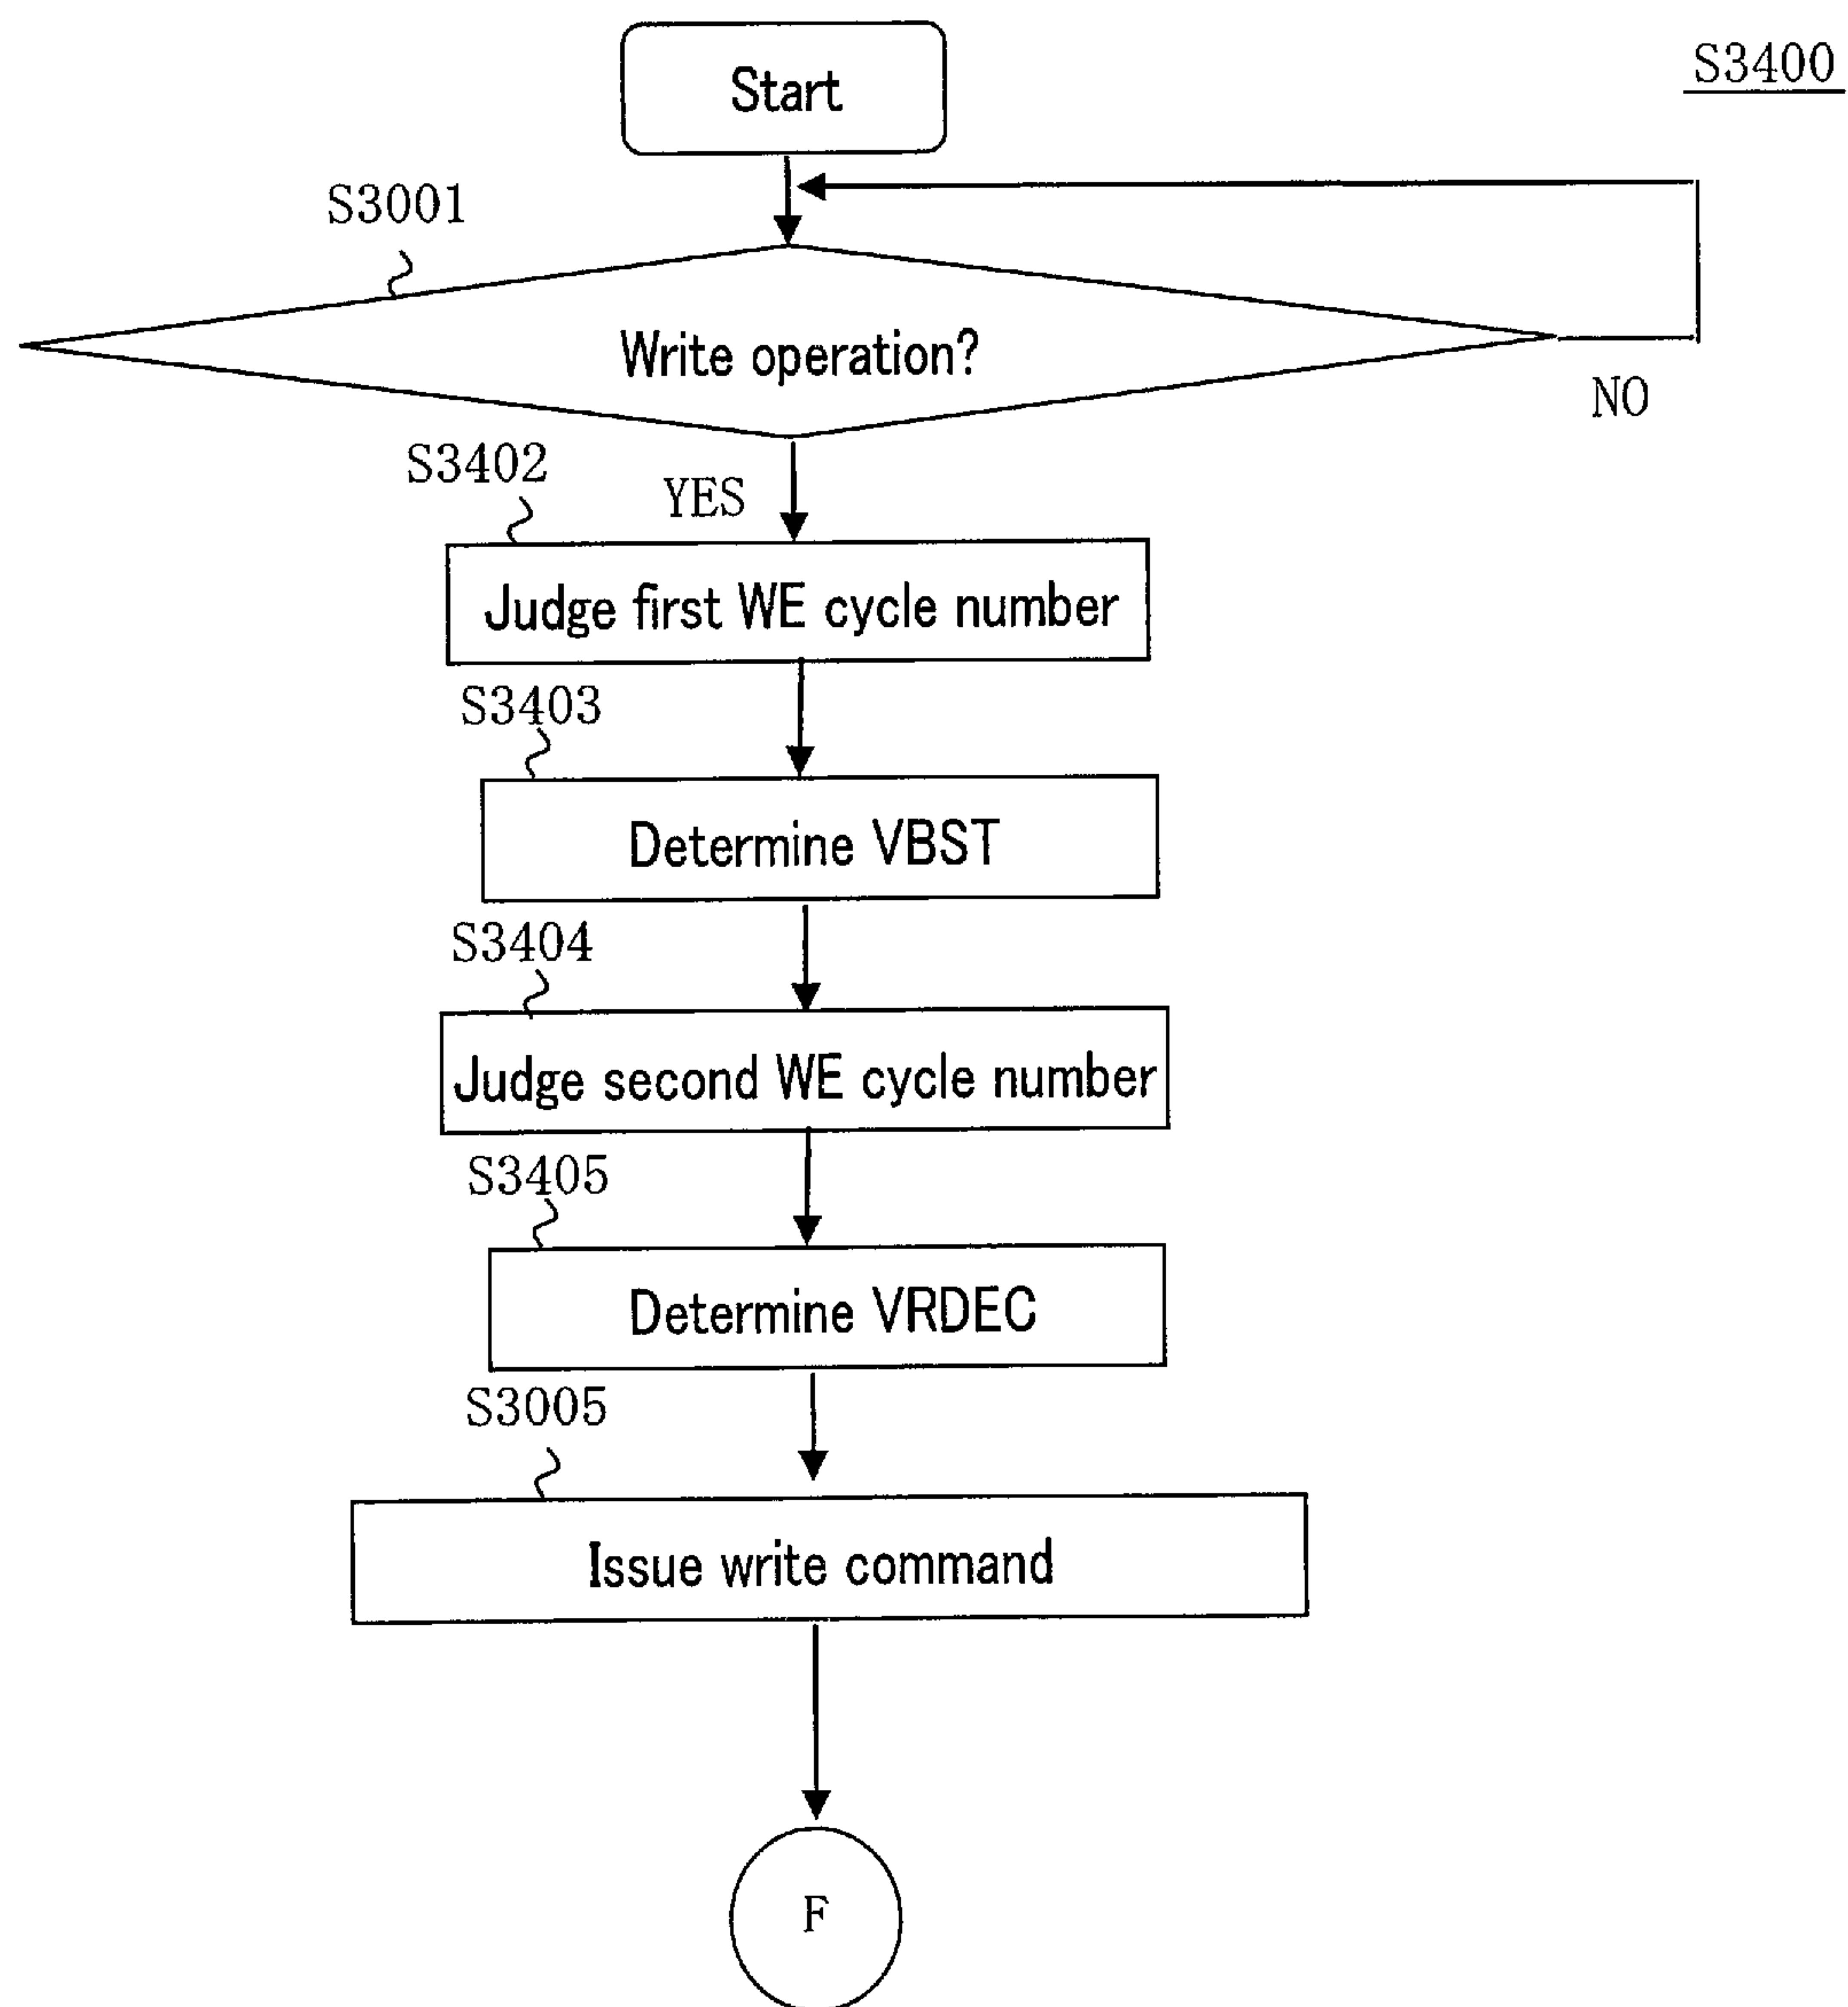 Start
S3400
S3001
Write operation?
NO
S3402
YES
Judge first WE cycle number
S3403
Determine VBST
S3404
Judge second WE cycle number
S3405
Determine VRDEC
S3005
Issue write command
F